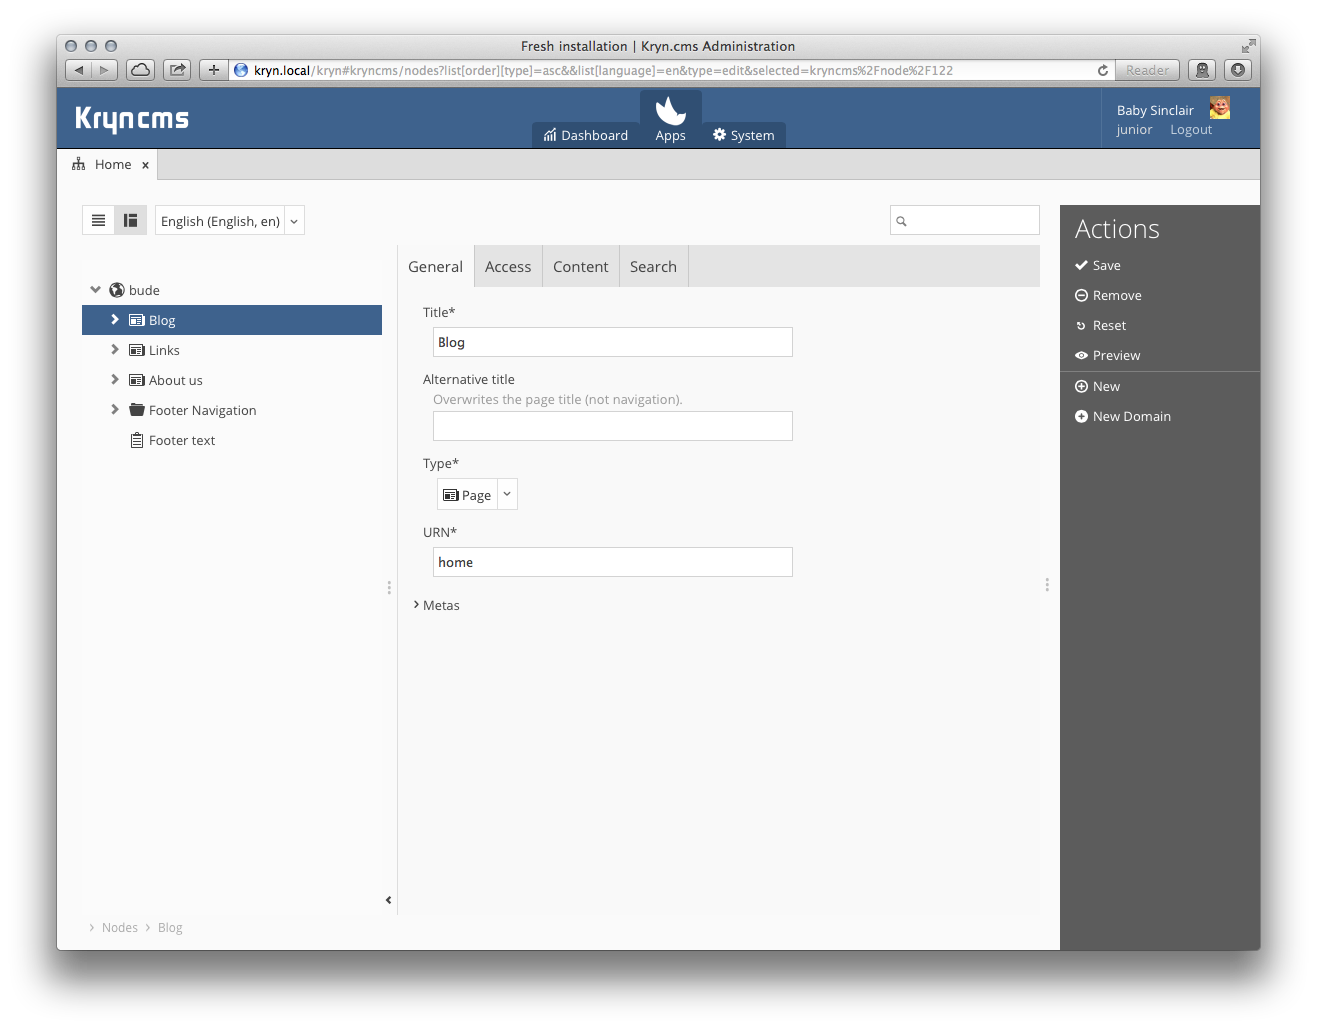 Fresh installation | Kryn.cms Administration
kryn.local/kryn#kryncms/nodes?list[order][type]=asc&&list[language]=en&type=edit&selected=kryncms%2Fnode%2F122
Reader
Kryncms
Dashboard
Apps
System
Baby Sinclair
junior Logout
Home x
English (English, en)
Actions
General Access Content Search
Save
Remove
Reset
Preview
New
New Domain
bude
Blog
Links
About us
Footer Navigation
Footer text
Title*
Blog
Alternative title
Overwrites the page title (not navigation).
Type*
Page
URN*
home
Metas
› Nodes › Blog